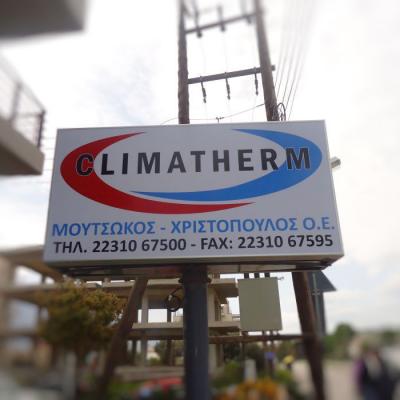 CLIMATHERM
ΜΟΥΤΣΩΚΟΣ - ΧΡΙΣΤΟΠΟΥΛΟΣ Ο.Ε.
ΤΗΛ. 22310 67500 - FAX: 22310 67595